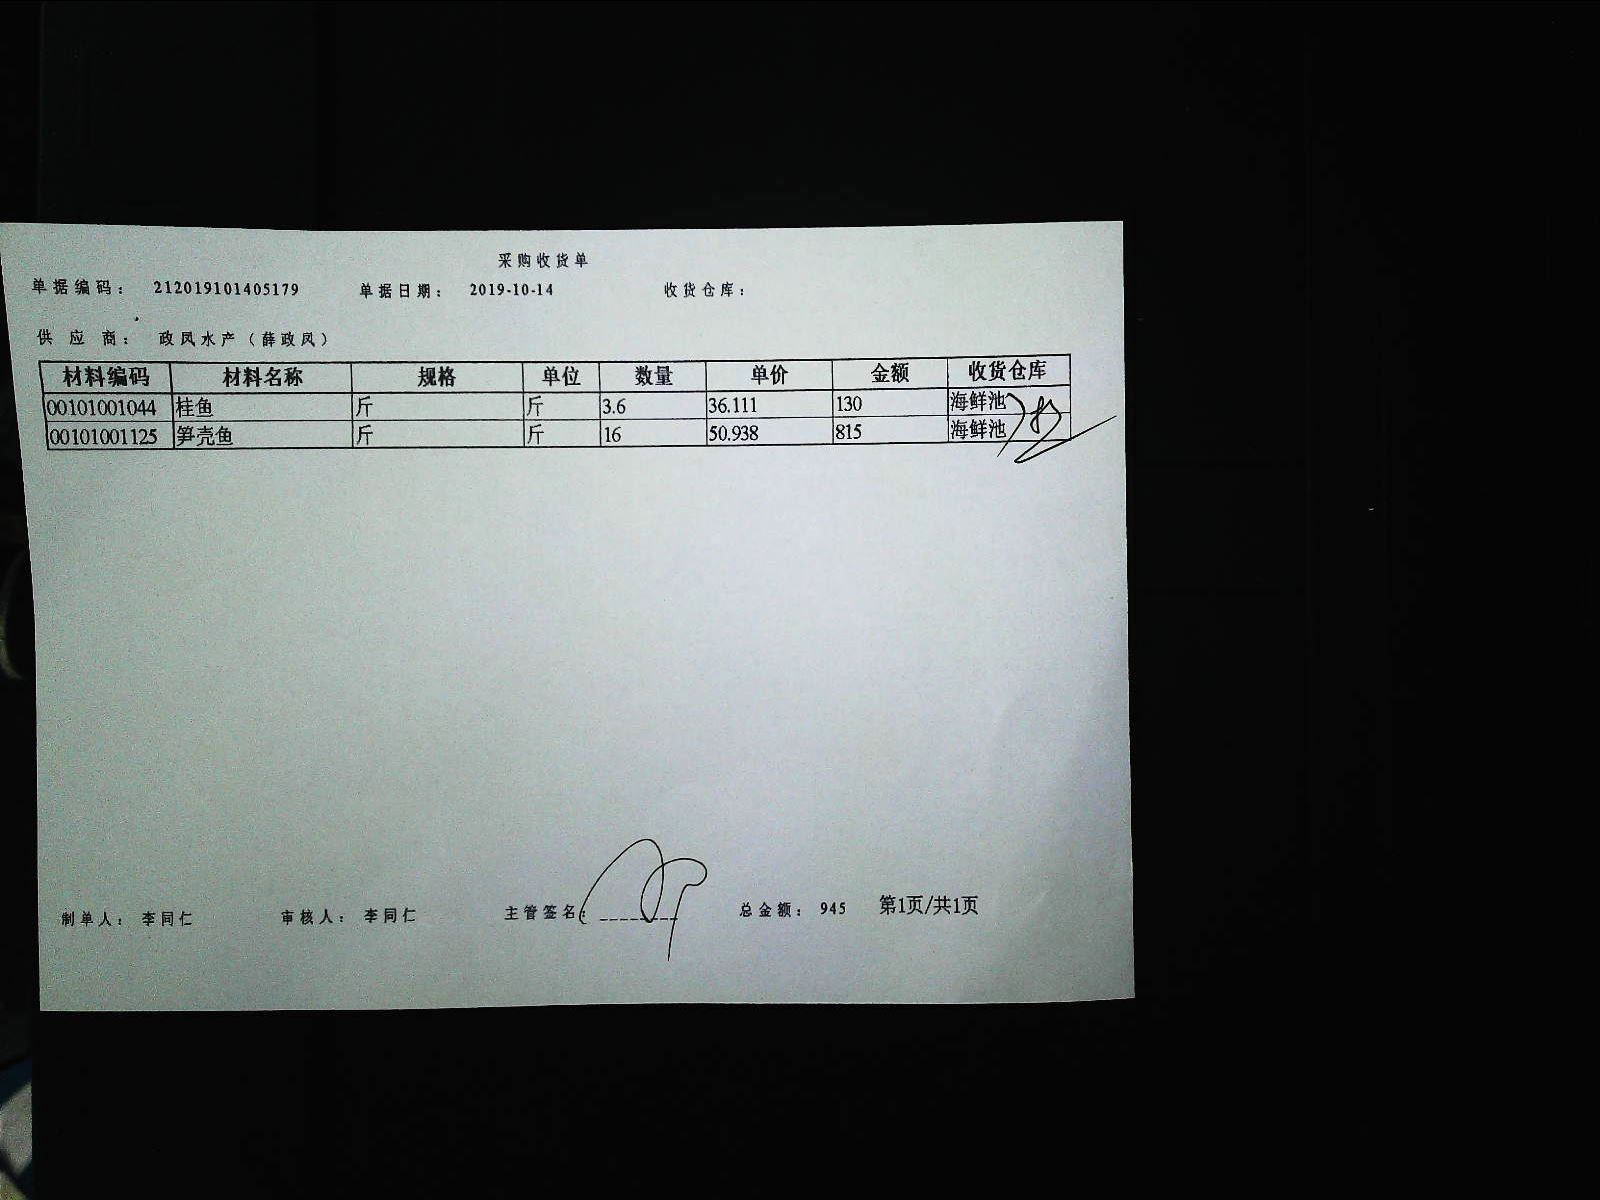 采购收货单
单据编码： 212019101405179 单据日期： 2019-10-14 收货仓库：
供 应 商： 政凤水产（薛政凤）
材料编码 材料名称 规格 单位 数量 单价 金额 收货仓库
00101001044 桂鱼 斤 斤 3.6 36.111 130 海鲜池
00101001125 笋壳鱼 斤 斤 16 50.938 815 海鲜池
制单人： 李同仁 审核人： 李同仁 主管签名： 总金额： 945 第1页/共1页